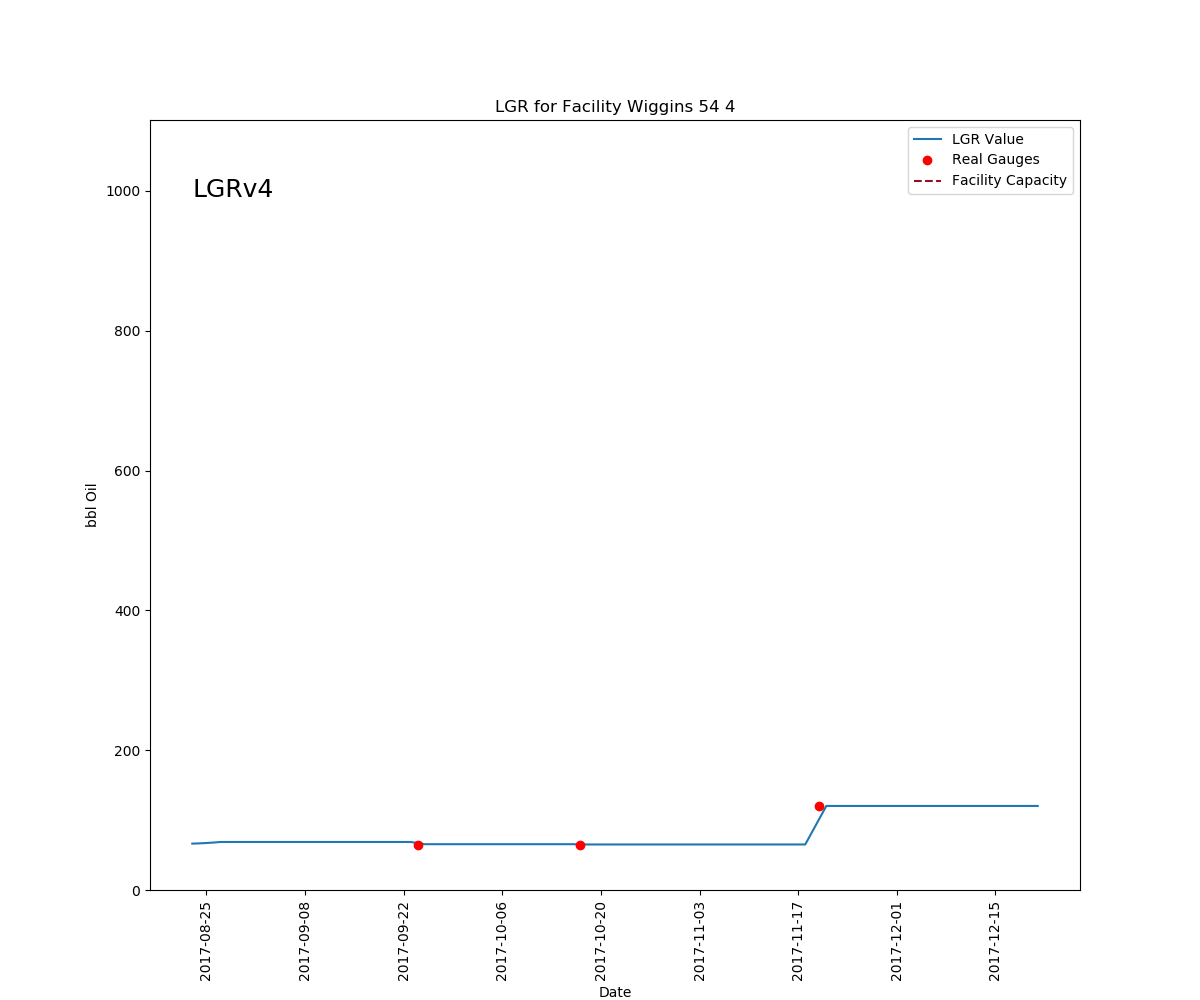 LGR for Facility Wiggins 54 4
LGRv4
LGR Value
Real Gauges
Facility Capacity
bbl Oil
1000
800
600
400
200
0
2017-08-25
2017-09-08
2017-09-22
2017-10-06
2017-10-20
2017-11-03
2017-11-17
2017-12-01
2017-12-15
Date